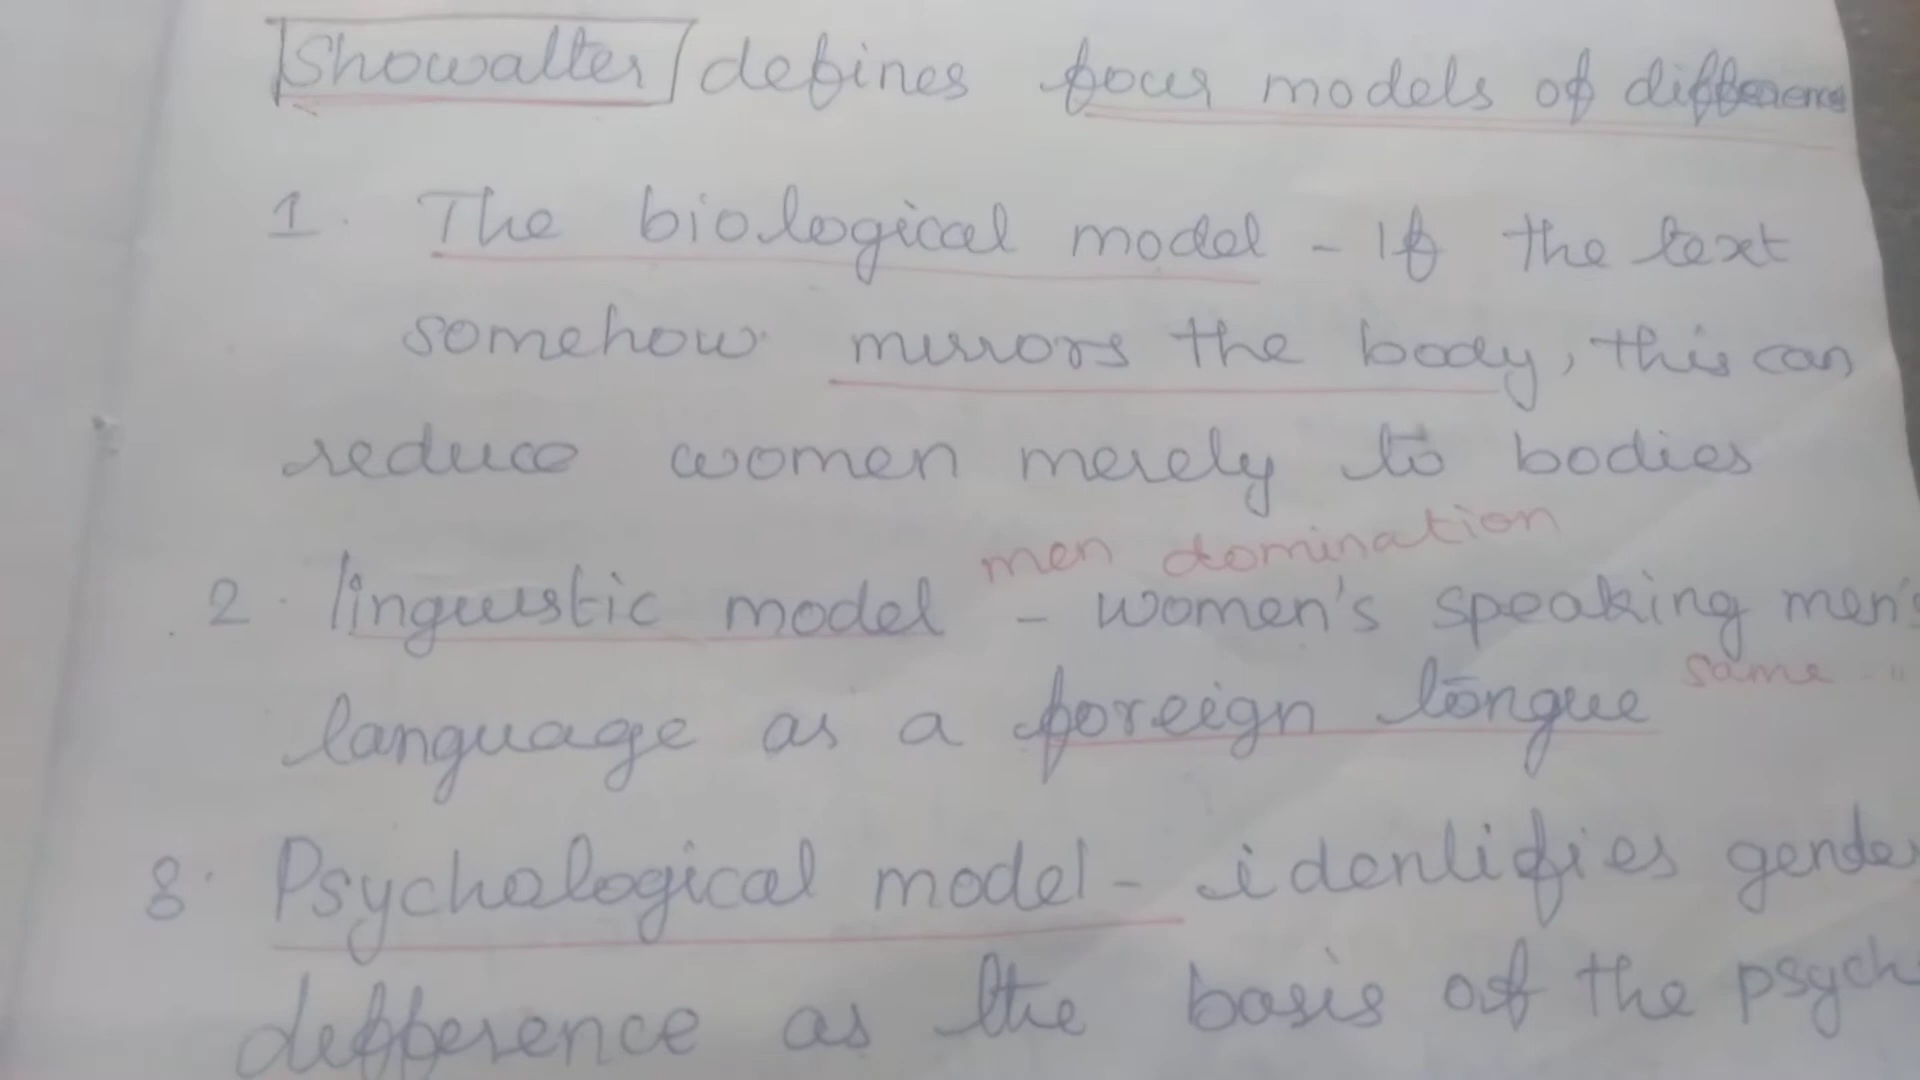 Showalter defines four models of difference
1. The biological model - If the text
somehow mirrors the body, this can
reduce women merely to bodies
men domination
2. linguistic model - women's speaking men's
same "
language as a foreign tongue
3. Psychological model - identifies gender
defference as the basis of the psych